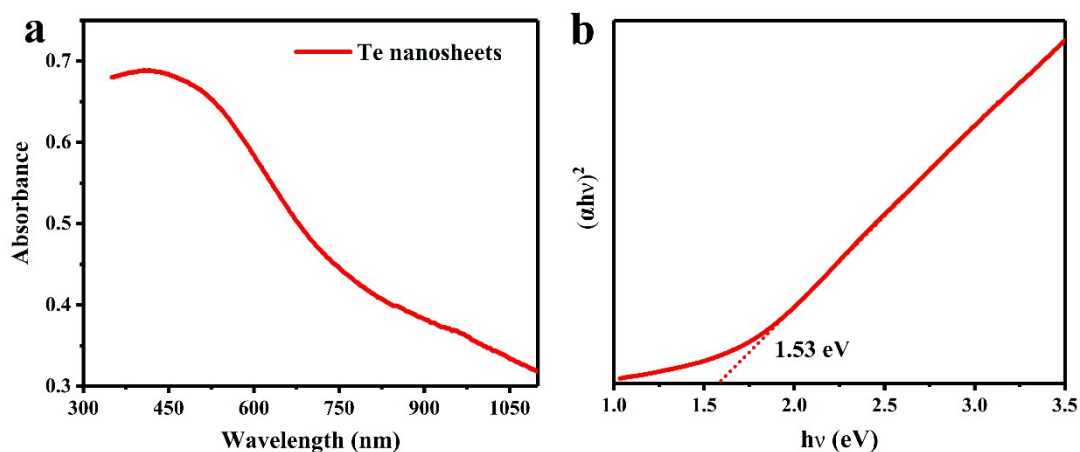 a
Te nanosheets
0.7
0.6
0.5
0.4
0.3
Absorbance
300 450 600 750 900 1050
Wavelength (nm)
b
(αhν)²
1.53 eV
1.0 1.5 2.0 2.5 3.0 3.5
hν (eV)